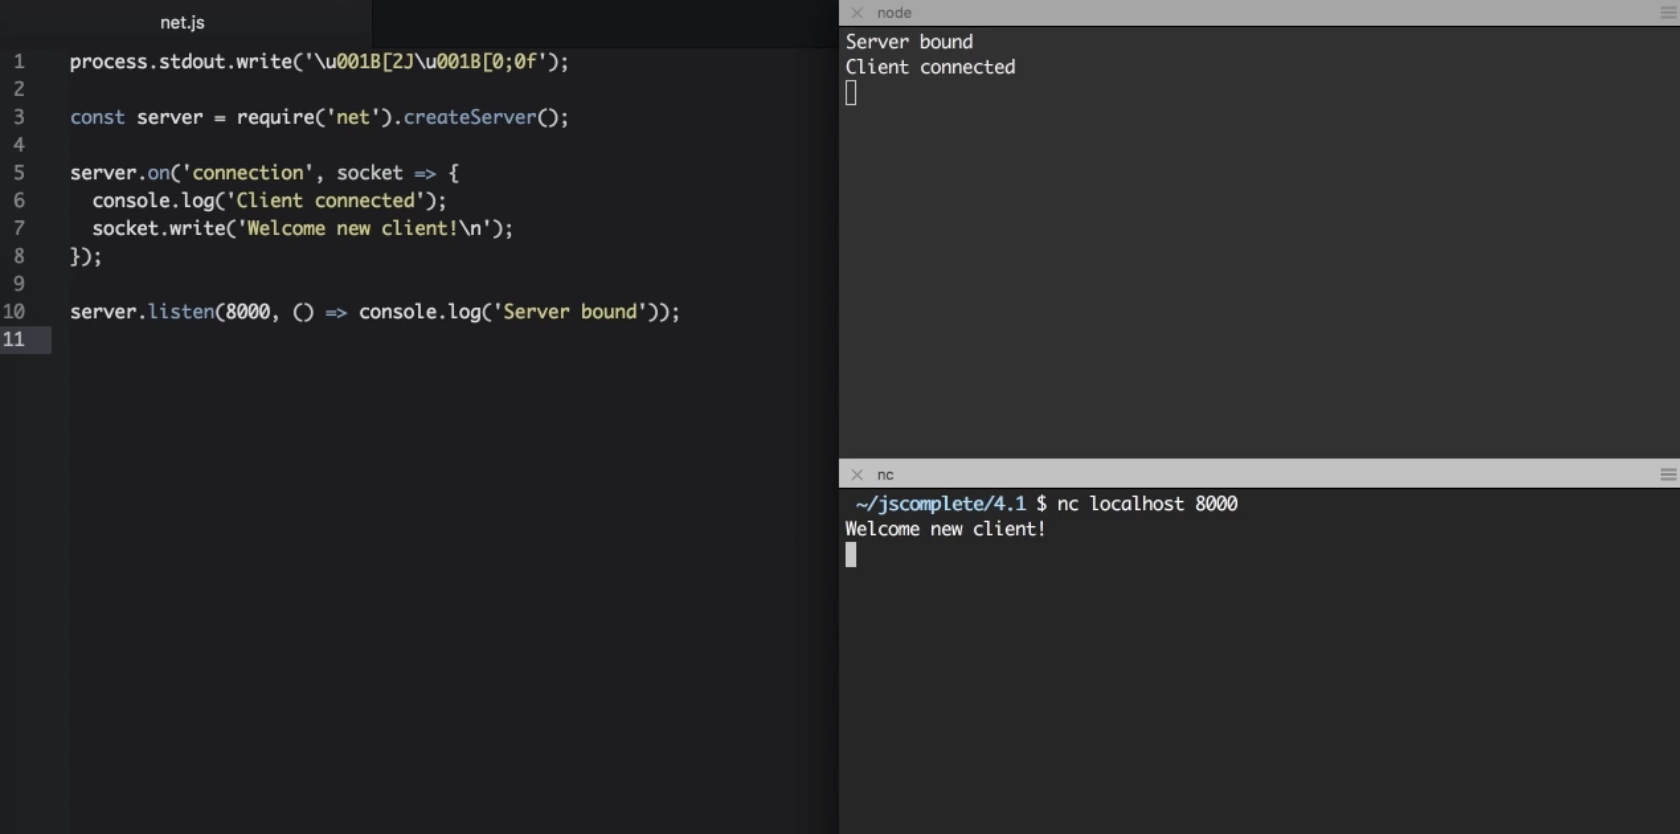 net.js
1 process.stdout.write('\u001B[2J\u001B[0;0f');
2
3 const server = require('net').createServer();
4
5 server.on('connection', socket => {
6 console.log('Client connected');
7 socket.write('Welcome new client!\n');
8 });
9
10 server.listen(8000, () => console.log('Server bound'));
11
node
Server bound
Client connected
nc
~/jscomplete/4.1 $ nc localhost 8000
Welcome new client!